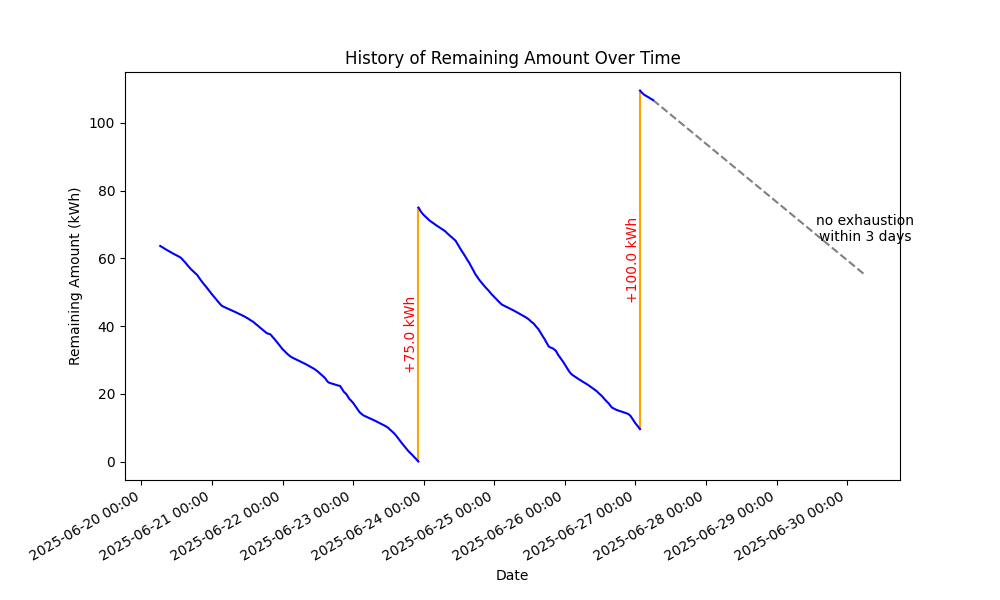 History of Remaining Amount Over Time
Remaining Amount (kWh)
100
80
60
40
20
0
+75.0 kWh
+100.0 kWh
no exhaustion
within 3 days
2025-06-20 00:00
2025-06-21 00:00
2025-06-22 00:00
2025-06-23 00:00
2025-06-24 00:00
2025-06-25 00:00
2025-06-26 00:00
2025-06-27 00:00
2025-06-28 00:00
2025-06-29 00:00
2025-06-30 00:00
Date